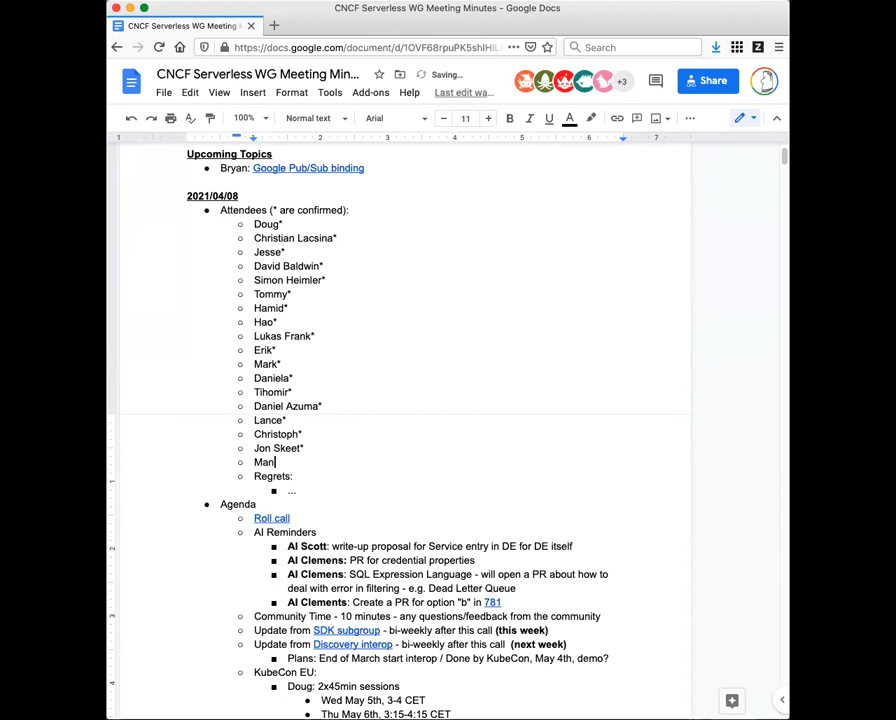 CNCF Serverless WG Meeting Minutes - Google Docs
CNCF Serverless WG Meeting
https://docs.google.com/document/d/1OVF68rpuPK5shIHIL
Search
CNCF Serverless WG Meeting Min...
Saving...
+3
Share
File Edit View Insert Format Tools Add-ons Help Last edit wa...
100% Normal text Arial 11 B I U A
1 1 2 3 4 5 6 7
Upcoming Topics
Bryan: Google Pub/Sub binding
2021/04/08
Attendees (* are confirmed):
Doug*
Christian Lacsina*
Jesse*
David Baldwin*
Simon Heimler*
Tommy*
Hamid*
Hao*
Lukas Frank*
Erik*
Mark*
Daniela*
Tihomir*
Daniel Azuma*
Lance*
Christoph*
Jon Skeet*
Man
Regrets:
...
Agenda
Roll call
AI Reminders
AI Scott: write-up proposal for Service entry in DE for DE itself
AI Clemens: PR for credential properties
AI Clemens: SQL Expression Language - will open a PR about how to
deal with error in filtering - e.g. Dead Letter Queue
AI Clements: Create a PR for option "b" in 781
Community Time - 10 minutes - any questions/feedback from the community
Update from SDK subgroup - bi-weekly after this call (this week)
Update from Discovery interop - bi-weekly after this call (next week)
Plans: End of March start interop / Done by KubeCon, May 4th, demo?
KubeCon EU:
Doug: 2x45min sessions
Wed May 5th, 3-4 CET
Thu May 6th, 3:15-4:15 CET